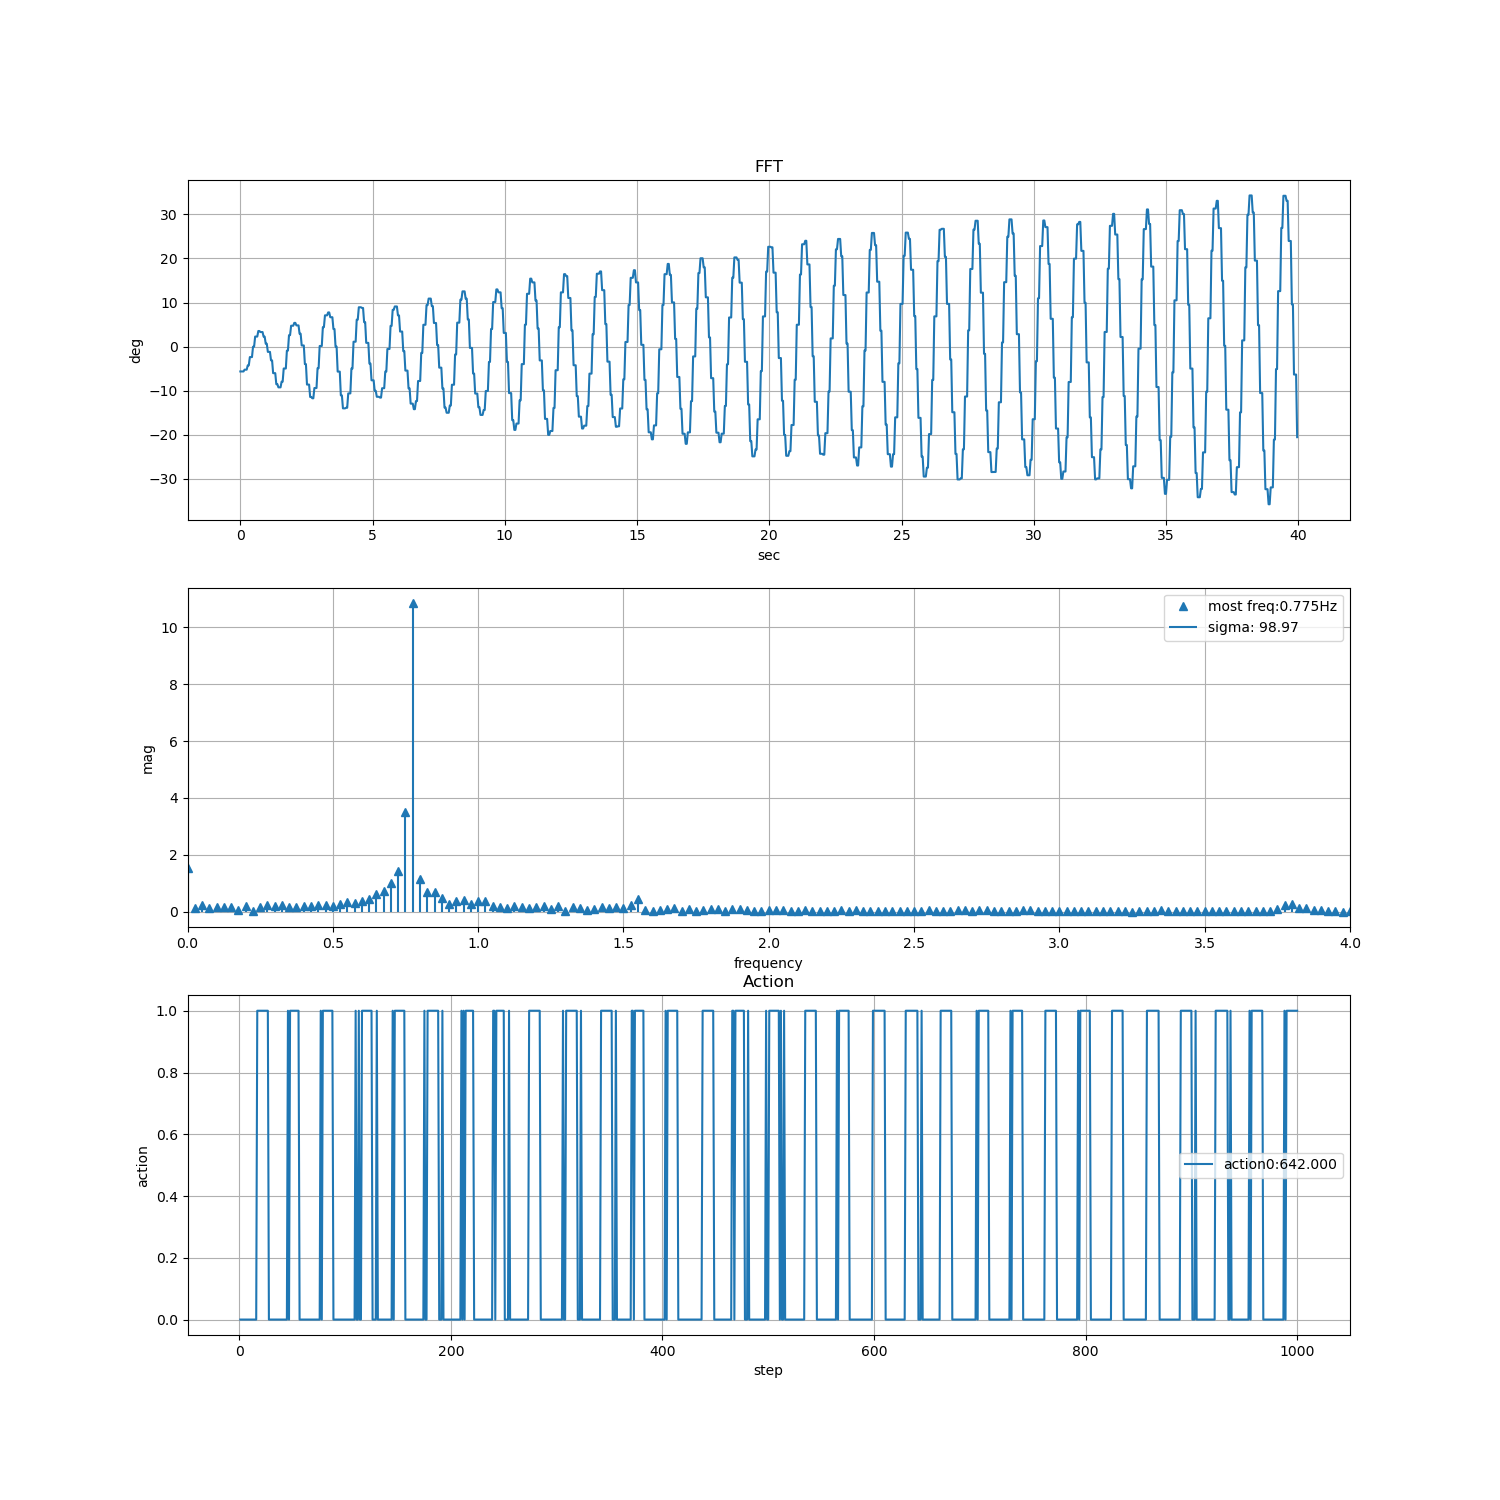 FFT
30
20
10
0
−10
−20
−30
deg
0 5 10 15 20 25 30 35 40
sec
most freq:0.775Hz
sigma: 98.97
10
8
6
4
2
0
mag
0.0 0.5 1.0 1.5 2.0 2.5 3.0 3.5 4.0
frequency
Action
1.0
0.8
0.6
0.4
0.2
0.0
action
action0:642.000
0 200 400 600 800 1000
step